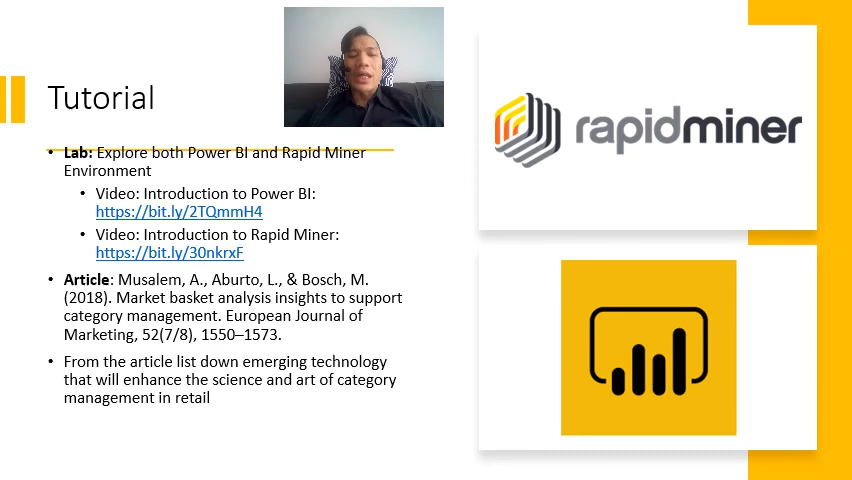 Tutorial
• Lab: Explore both Power BI and Rapid Miner
Environment
• Video: Introduction to Power BI:
https://bit.ly/2TQmmH4
• Video: Introduction to Rapid Miner:
https://bit.ly/30nkrxF
• Article: Musalem, A., Aburto, L., & Bosch, M.
(2018). Market basket analysis insights to support
category management. European Journal of
Marketing, 52(7/8), 1550–1573.
• From the article list down emerging technology
that will enhance the science and art of category
management in retail
rapidminer